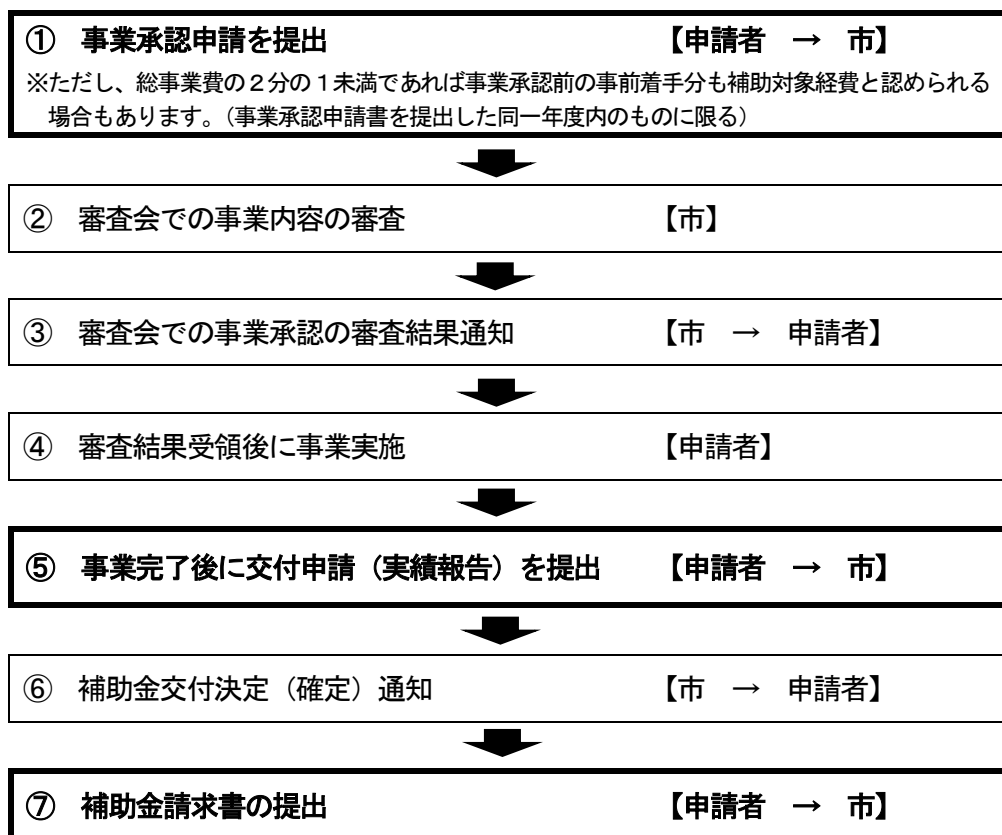 ① 事業承認申請を提出 【申請者 → 市】
※ただし、総事業費の２分の１未満であれば事業承認前の事前着手分も補助対象経費と認められる
場合もあります。（事業承認申請書を提出した同一年度内のものに限る）
② 審査会での事業内容の審査 【市】
③ 審査会での事業承認の審査結果通知 【市 → 申請者】
④ 審査結果受領後に事業実施 【申請者】
⑤ 事業完了後に交付申請（実績報告）を提出 【申請者 → 市】
⑥ 補助金交付決定（確定）通知 【市 → 申請者】
⑦ 補助金請求書の提出 【申請者 → 市】